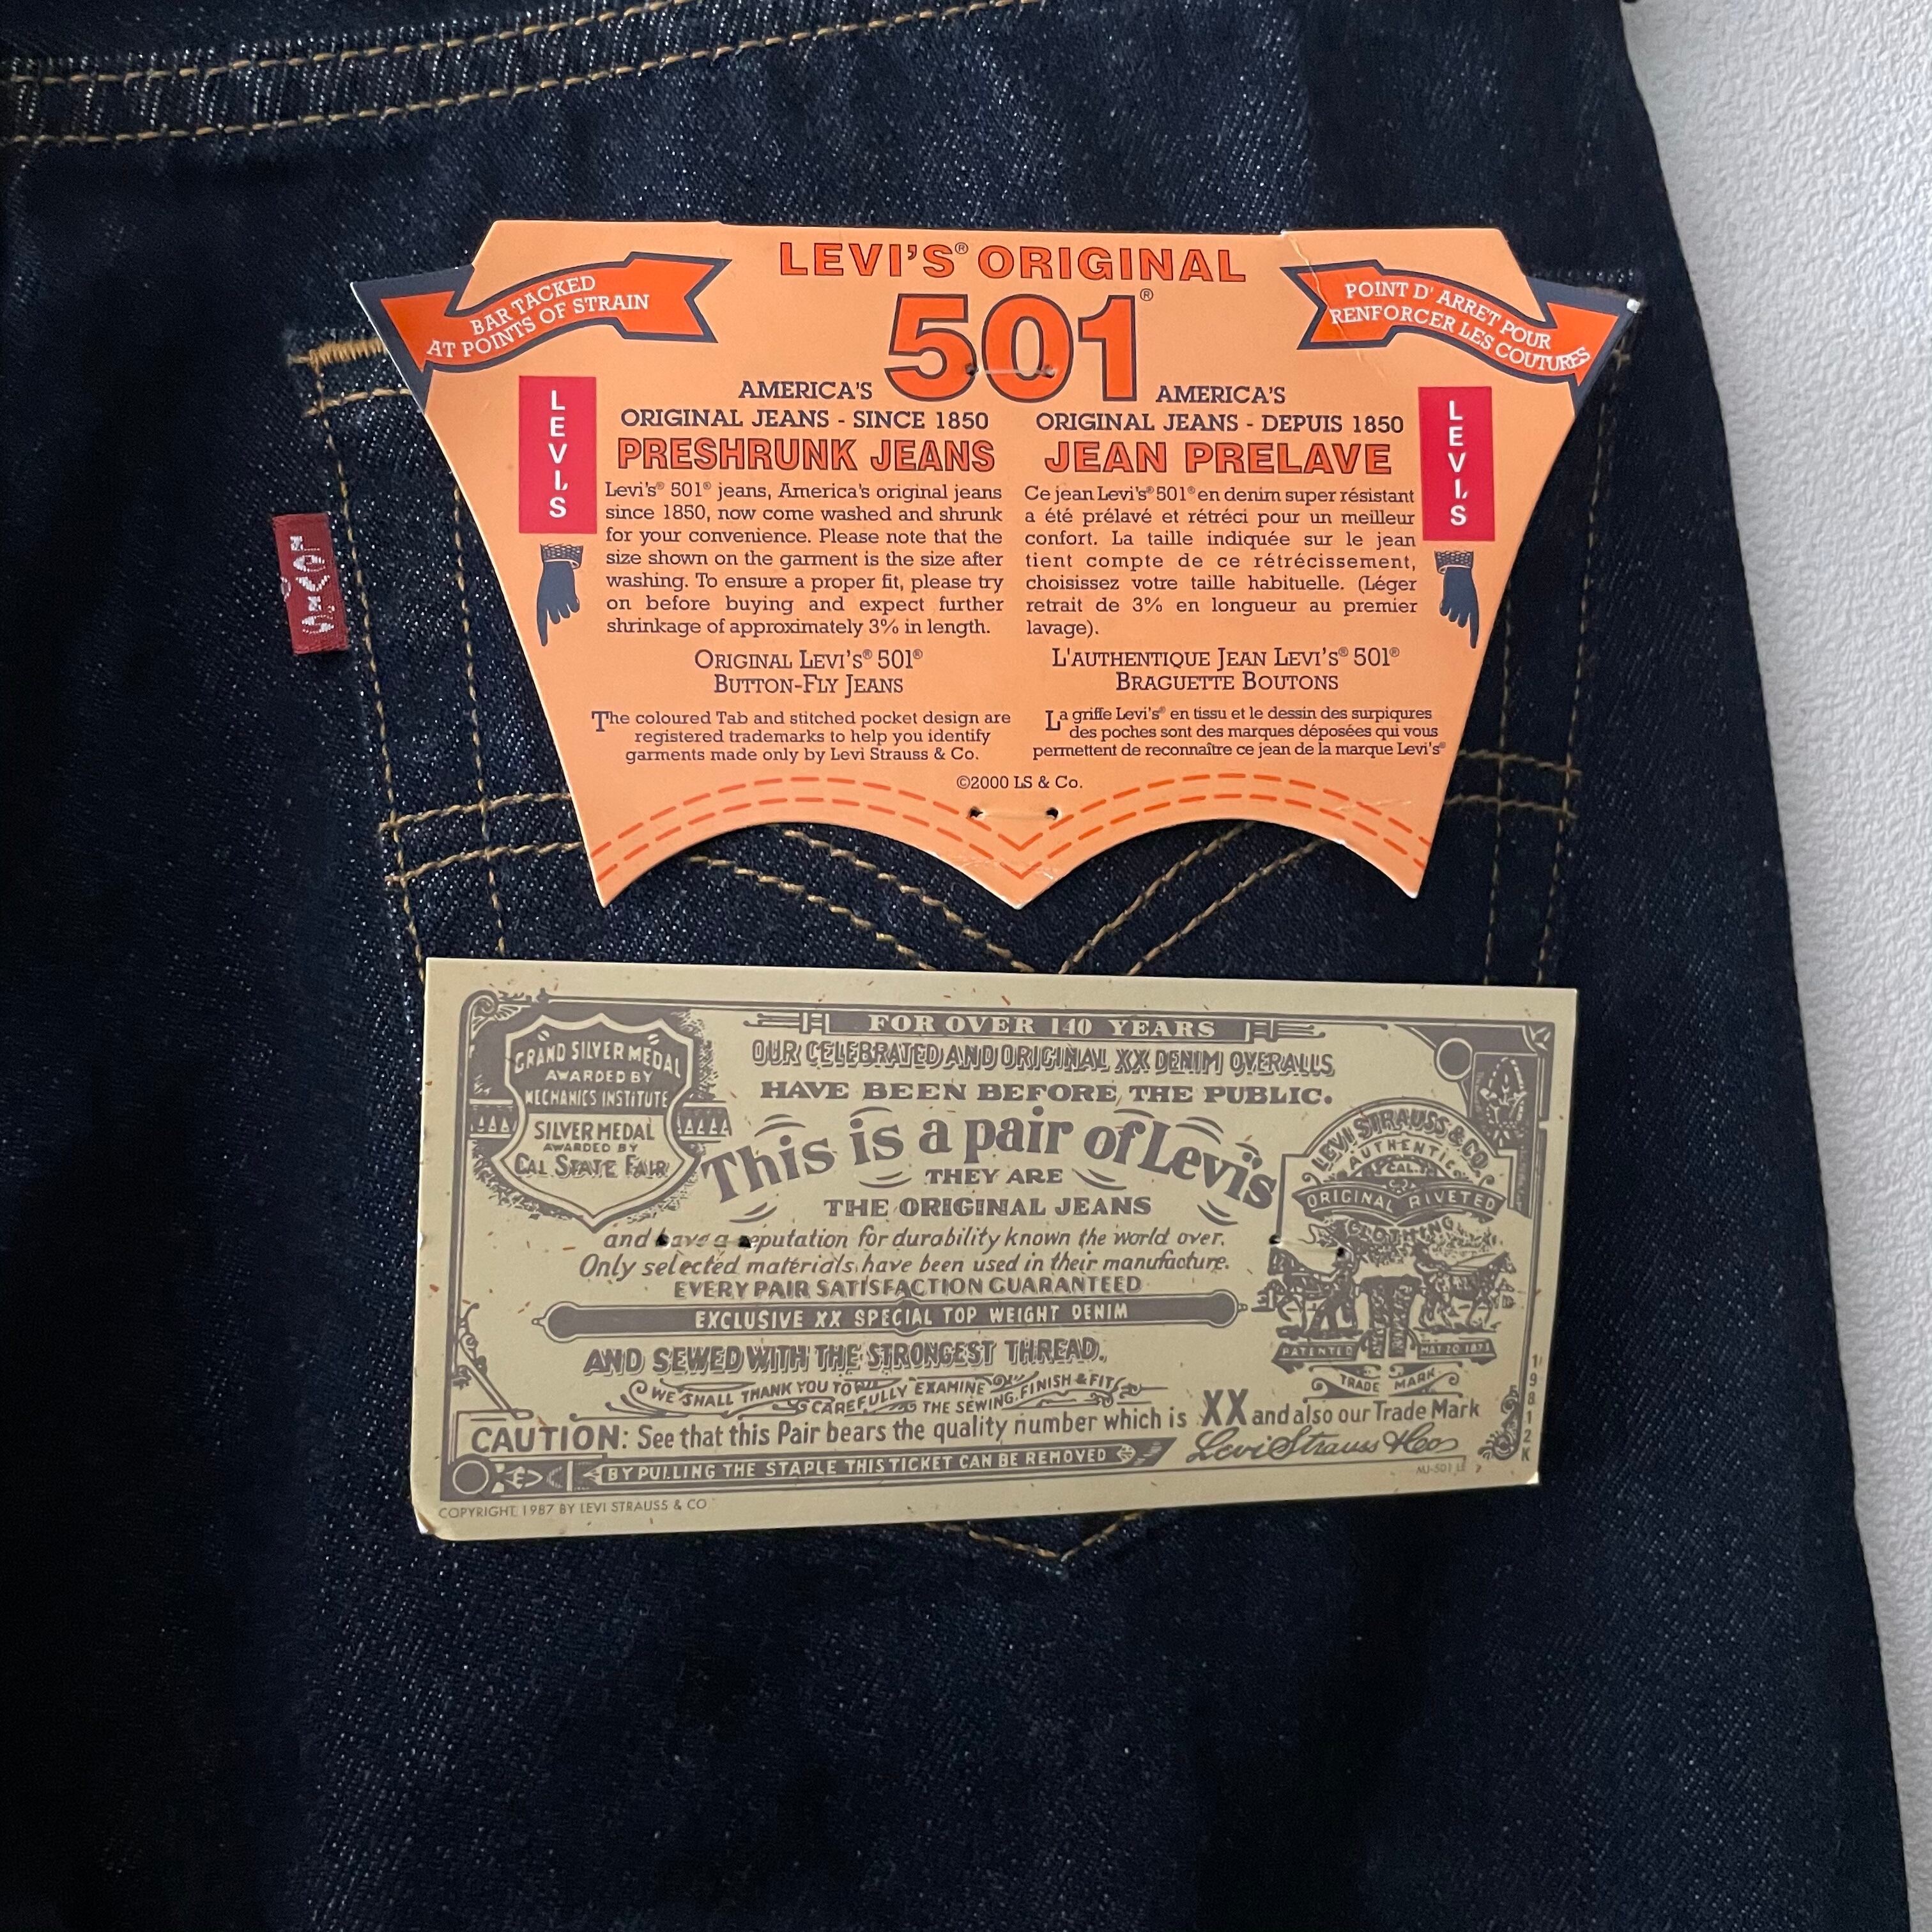 LEVI'S® ORIGINAL
501®
BAR TACKED
AT POINTS OF STRAIN
POINT D' ARRET POUR
RENFORCER LES COUTURES
LEVI'S
AMERICA'S
ORIGINAL JEANS - SINCE 1850
PRESHRUNK JEANS
Levi's® 501® jeans, America's original jeans
since 1850, now come washed and shrunk
for your convenience. Please note that the
size shown on the garment is the size after
washing. To ensure a proper fit, please try
on before buying and expect further
shrinkage of approximately 3% in length.
ORIGINAL LEVI'S® 501®
BUTTON-FLY JEANS
The coloured Tab and stitched pocket design are
registered trademarks to help you identify
garments made only by Levi Strauss & Co.
AMERICA'S
ORIGINAL JEANS - DEPUIS 1850
JEAN PRELAVE
Ce jean Levi's® 501® en denim super résistant
a été prélavé et rétréci pour un meilleur
confort. La taille indiquée sur le jean
tient compte de ce rétrécissement,
choisissez votre taille habituelle. (Léger
retrait de 3% en longueur au premier
lavage).
L'AUTHENTIQUE JEAN LEVI'S® 501®
BRAGUETTE BOUTONS
La griffe Levi's® en tissu et le dessin des surpiqures
des poches sont des marques déposées qui vous
permettent de reconnaître ce jean de la marque Levi's®
LEVI'S
©2000 LS & Co.
LEVI'S
FOR OVER 140 YEARS
OUR CELEBRATED AND ORIGINAL XX DENIM OVERALLS
HAVE BEEN BEFORE THE PUBLIC.
GRAND SILVER MEDAL
AWARDED BY
MECHANICS INSTITUTE
SILVER MEDAL
AWARDED BY
CAL STATE FAIR
This is a pair of Levi's
THEY ARE
THE ORIGINAL JEANS
and have a reputation for durability known the world over.
Only selected materials have been used in their manufacture.
EVERY PAIR SATISFACTION GUARANTEED
EXCLUSIVE XX SPECIAL TOP WEIGHT DENIM
AND SEWED WITH THE STRONGEST THREAD.
WE SHALL THANK YOU TO CAREFULLY EXAMINE
THE SEWING, FINISH & FIT
LEVI STRAUSS & CO.
AUTHENTIC
CAL.
ORIGINAL RIVETED
CLOTHING
PATENTED MAY 20 1873
TRADE MARK
19812K
CAUTION: See that this Pair bears the quality number which is XX and also our Trade Mark
BY PULLING THE STAPLE THIS TICKET CAN BE REMOVED
Levi Strauss & Co
MJ-501 LE
COPYRIGHT 1987 BY LEVI STRAUSS & CO